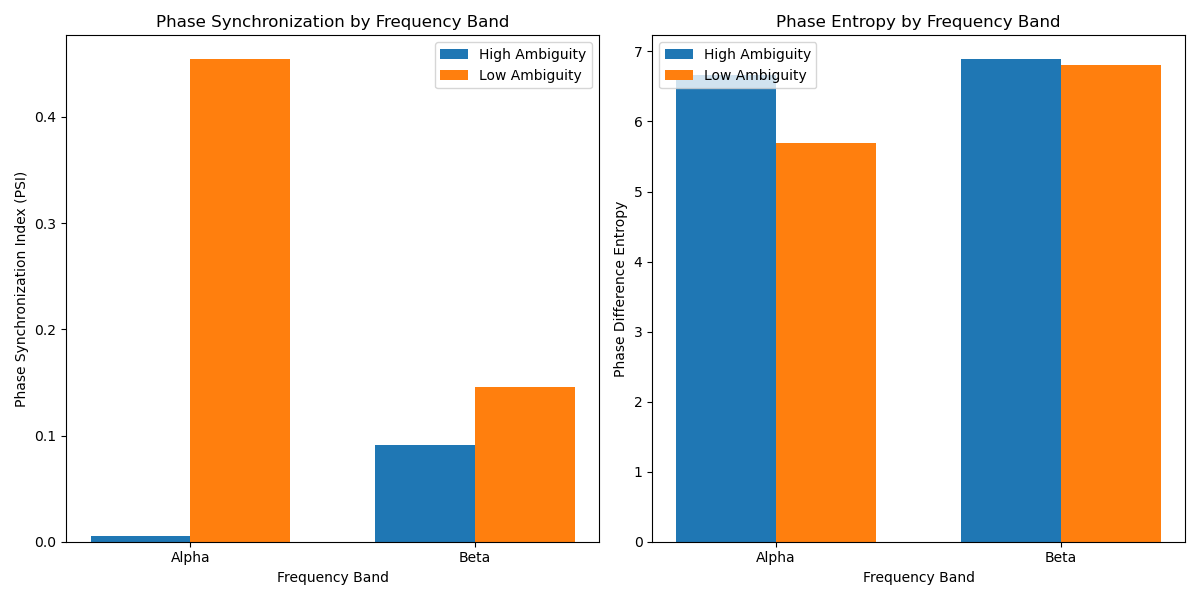 Phase Synchronization by Frequency Band
Phase Synchronization Index (PSI)
0.4
0.3
0.2
0.1
0.0
High Ambiguity
Low Ambiguity
Alpha
Beta
Frequency Band
Phase Entropy by Frequency Band
Phase Difference Entropy
7
6
5
4
3
2
1
0
High Ambiguity
Low Ambiguity
Alpha
Beta
Frequency Band